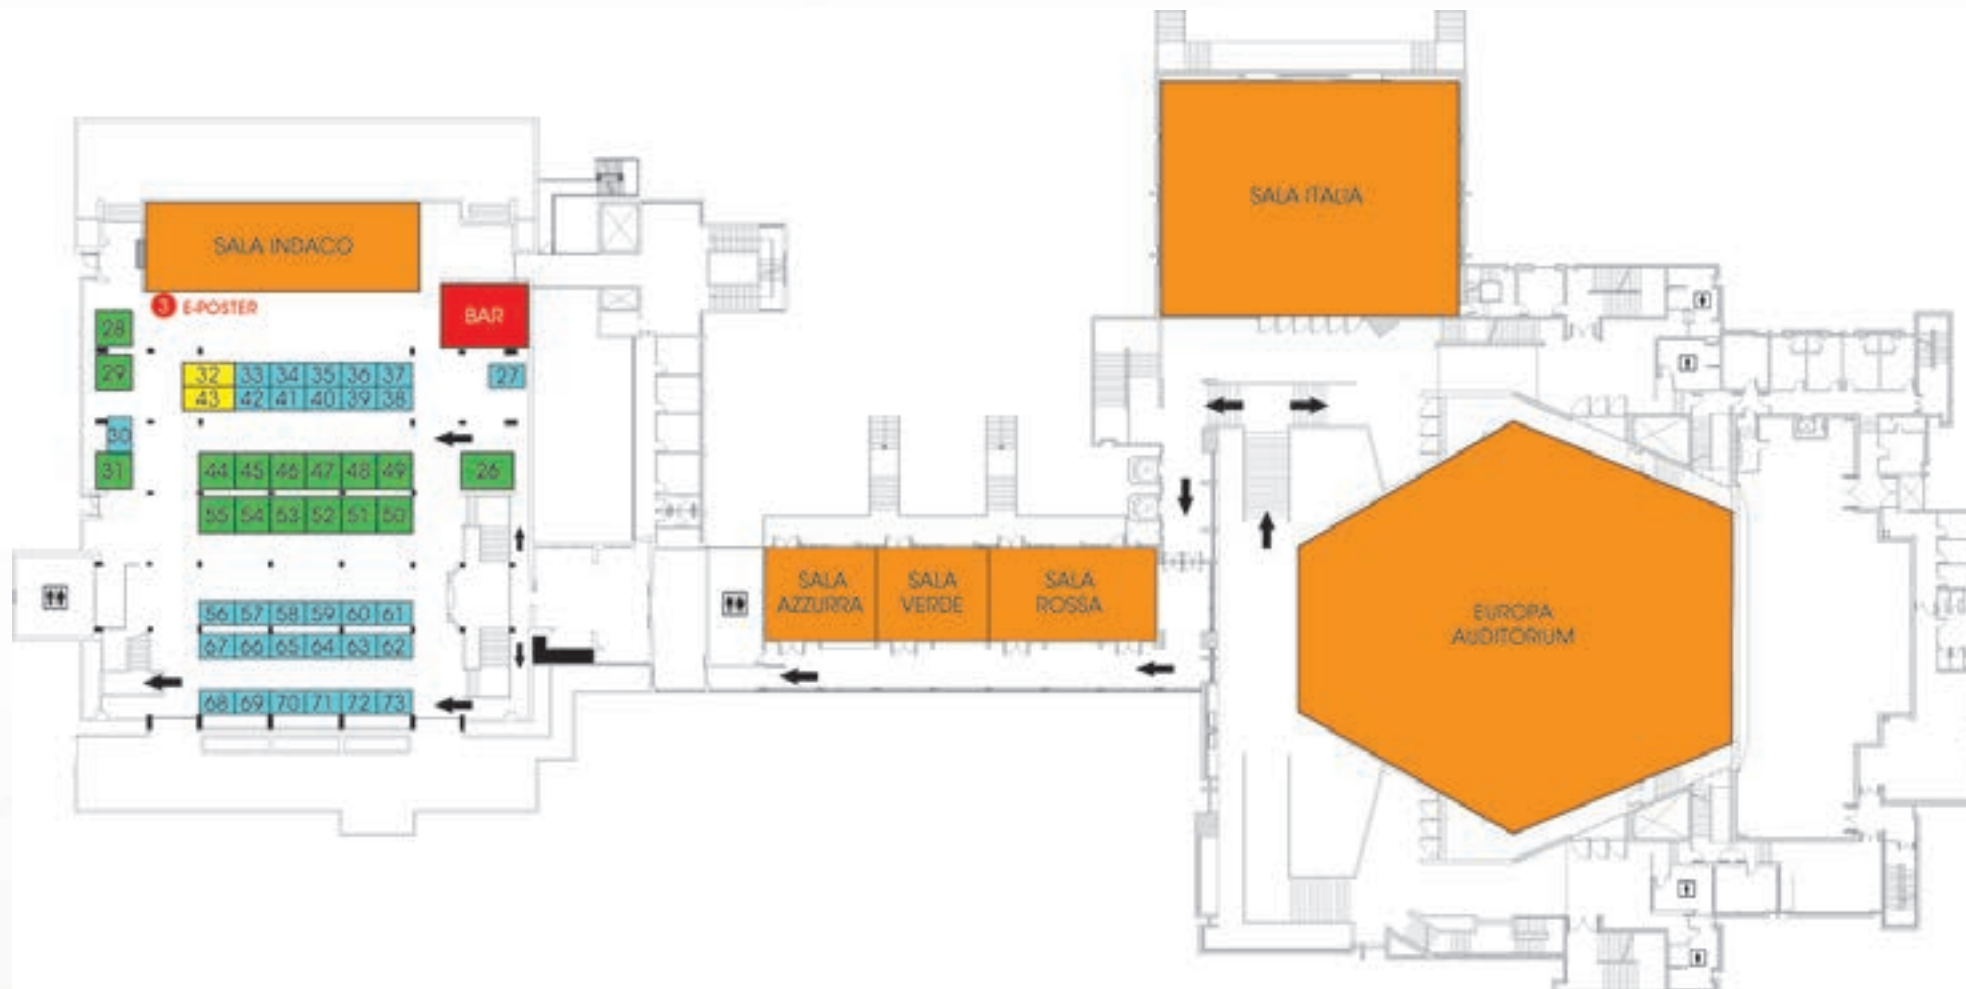 SALA ITALIA
SALA INDACO
3 E-POSTER
BAR
28
29
32 33 34 35 36 37
43 42 41 40 39 38
27
30
31
44 45 46 47 48 49
26
55 54 53 52 51 50
56 57 58 59 60 61
67 66 65 64 63 62
68 69 70 71 72 73
SALA
AZZURRA
SALA
VERDE
SALA
ROSSA
EUROPA
AUDITORIUM